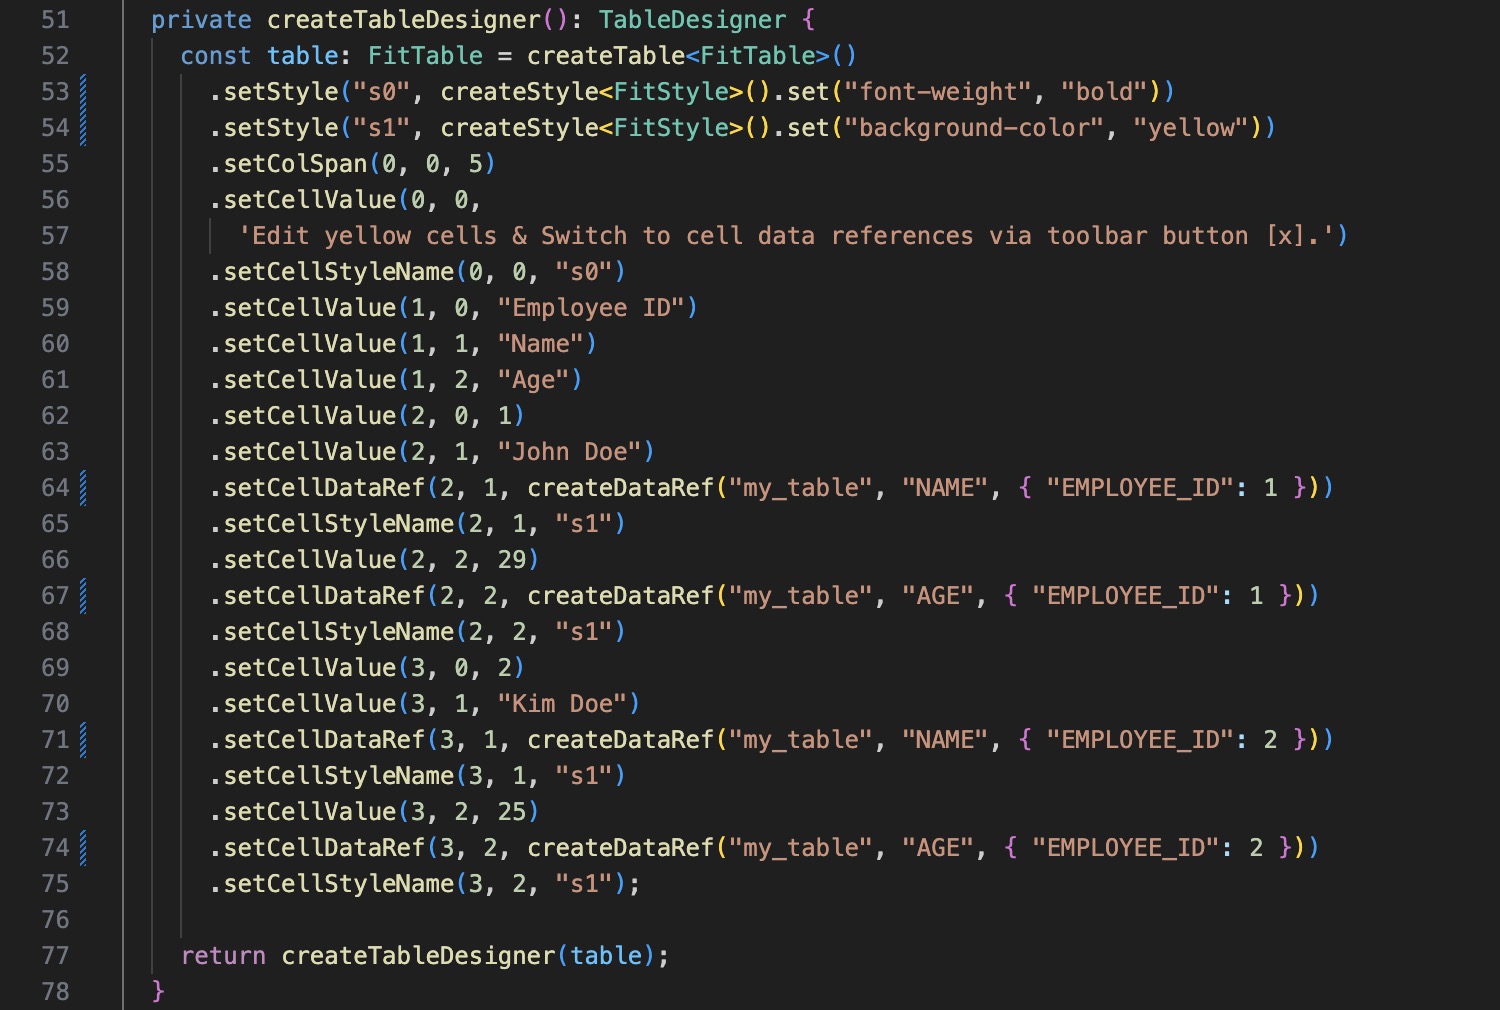 51 private createTableDesigner(): TableDesigner {
52 const table: FitTable = createTable<FitTable>()
53 .setStyle("s0", createStyle<FitStyle>().set("font-weight", "bold"))
54 .setStyle("s1", createStyle<FitStyle>().set("background-color", "yellow"))
55 .setColSpan(0, 0, 5)
56 .setCellValue(0, 0,
57 'Edit yellow cells & Switch to cell data references via toolbar button [x].')
58 .setCellStyleName(0, 0, "s0")
59 .setCellValue(1, 0, "Employee ID")
60 .setCellValue(1, 1, "Name")
61 .setCellValue(1, 2, "Age")
62 .setCellValue(2, 0, 1)
63 .setCellValue(2, 1, "John Doe")
64 .setCellDataRef(2, 1, createDataRef("my_table", "NAME", { "EMPLOYEE_ID": 1 }))
65 .setCellStyleName(2, 1, "s1")
66 .setCellValue(2, 2, 29)
67 .setCellDataRef(2, 2, createDataRef("my_table", "AGE", { "EMPLOYEE_ID": 1 }))
68 .setCellStyleName(2, 2, "s1")
69 .setCellValue(3, 0, 2)
70 .setCellValue(3, 1, "Kim Doe")
71 .setCellDataRef(3, 1, createDataRef("my_table", "NAME", { "EMPLOYEE_ID": 2 }))
72 .setCellStyleName(3, 1, "s1")
73 .setCellValue(3, 2, 25)
74 .setCellDataRef(3, 2, createDataRef("my_table", "AGE", { "EMPLOYEE_ID": 2 }))
75 .setCellStyleName(3, 2, "s1");
76
77 return createTableDesigner(table);
78 }